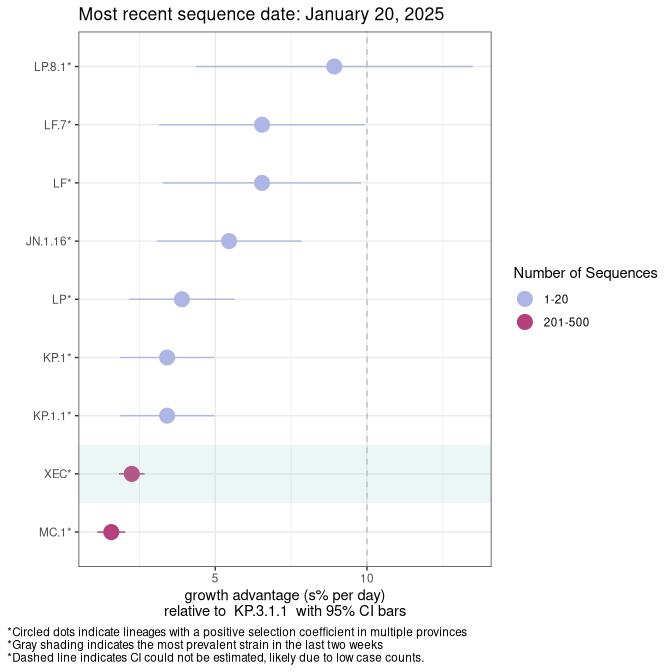 Most recent sequence date: January 20, 2025
LP.8.1*
LF.7*
LF*
JN.1.16*
LP*
KP.1*
KP.1.1*
XEC*
MC.1*
5
10
growth advantage (s% per day)
relative to KP.3.1.1 with 95% CI bars
Number of Sequences
1-20
201-500
*Circled dots indicate lineages with a positive selection coefficient in multiple provinces
*Gray shading indicates the most prevalent strain in the last two weeks
*Dashed line indicates CI could not be estimated, likely due to low case counts.